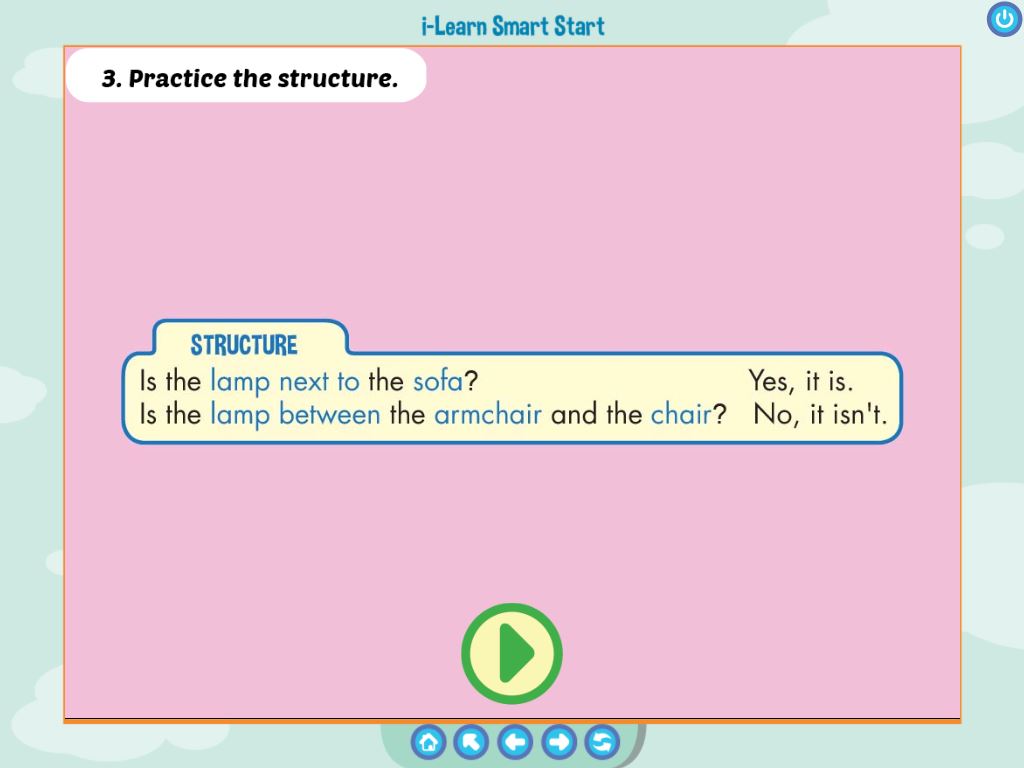 i-Learn Smart Start
3. Practice the structure.
STRUCTURE
Is the lamp next to the sofa? Yes, it is.
Is the lamp between the armchair and the chair? No, it isn't.